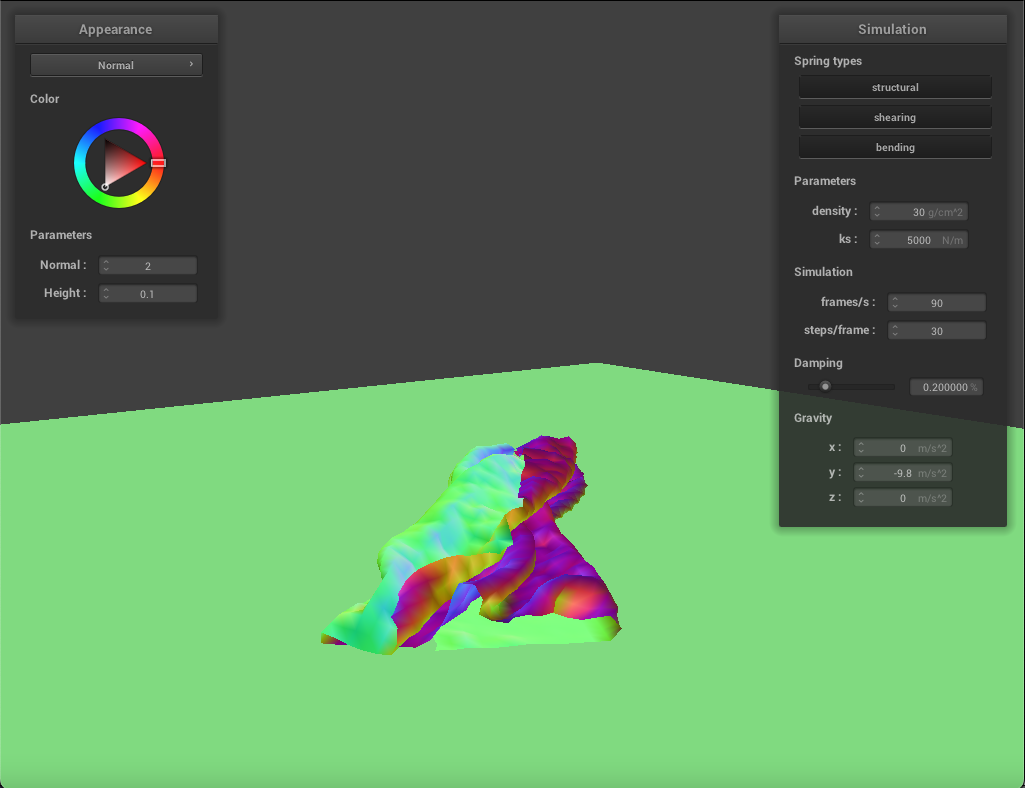 Appearance
Normal
Color
Parameters
Normal : 2
Height : 0.1
Simulation
Spring types
structural
shearing
bending
Parameters
density : 30 g/cm^2
ks : 5000 N/m
Simulation
frames/s : 90
steps/frame : 30
Damping
0.200000 %
Gravity
x : 0 m/s^2
y : -9.8 m/s^2
z : 0 m/s^2